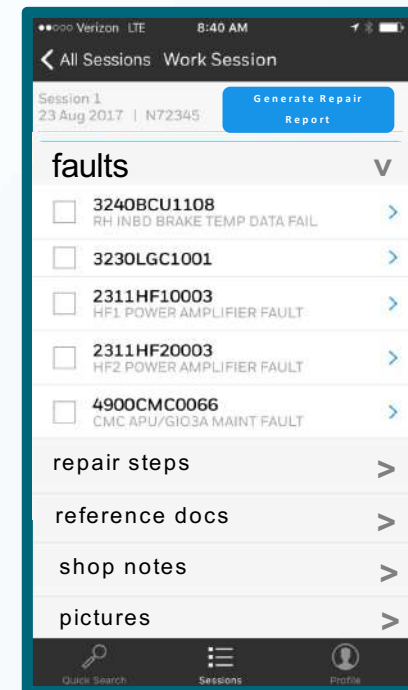 Verizon LTE 8:40 AM
All Sessions Work Session
Session 1
23 Aug 2017 | N72345
Generate Repair
Report
faults
3240BCU1108
RH INBD BRAKE TEMP DATA FAIL
3230LGC1001
2311HF10003
HF1 POWER AMPLIFIER FAULT
2311HF20003
HF2 POWER AMPLIFIER FAULT
4900CMC0066
CMC APU/GIO3A MAINT FAULT
repair steps
reference docs
shop notes
pictures
Quick Search Sessions Profile